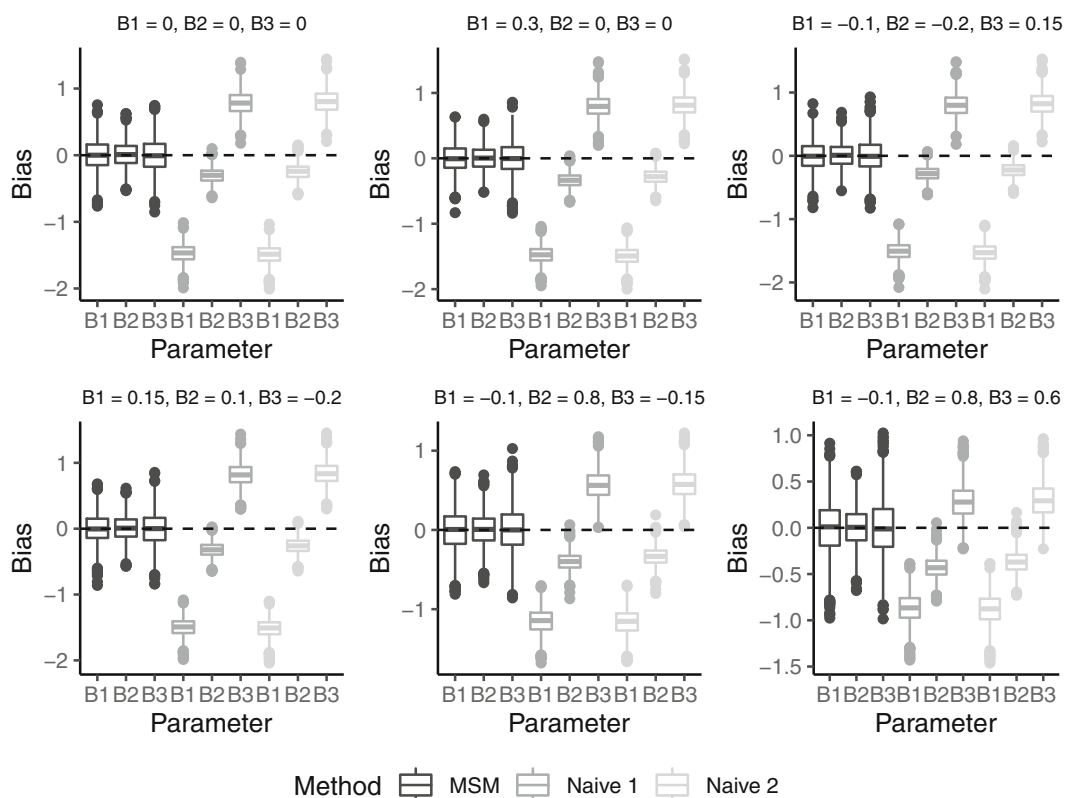 B1 = 0, B2 = 0, B3 = 0
1
0
−1
−2
Bias
B1 B2 B3 B1 B2 B3 B1 B2 B3
Parameter
B1 = 0.3, B2 = 0, B3 = 0
1
0
−1
−2
Bias
B1 B2 B3 B1 B2 B3 B1 B2 B3
Parameter
B1 = −0.1, B2 = −0.2, B3 = 0.15
1
0
−1
−2
Bias
B1 B2 B3 B1 B2 B3 B1 B2 B3
Parameter
B1 = 0.15, B2 = 0.1, B3 = −0.2
1
0
−1
−2
Bias
B1 B2 B3 B1 B2 B3 B1 B2 B3
Parameter
B1 = −0.1, B2 = 0.8, B3 = −0.15
1
0
−1
Bias
B1 B2 B3 B1 B2 B3 B1 B2 B3
Parameter
B1 = −0.1, B2 = 0.8, B3 = 0.6
1.0
0.5
0.0
−0.5
−1.0
−1.5
Bias
B1 B2 B3 B1 B2 B3 B1 B2 B3
Parameter
Method MSM Naive 1 Naive 2